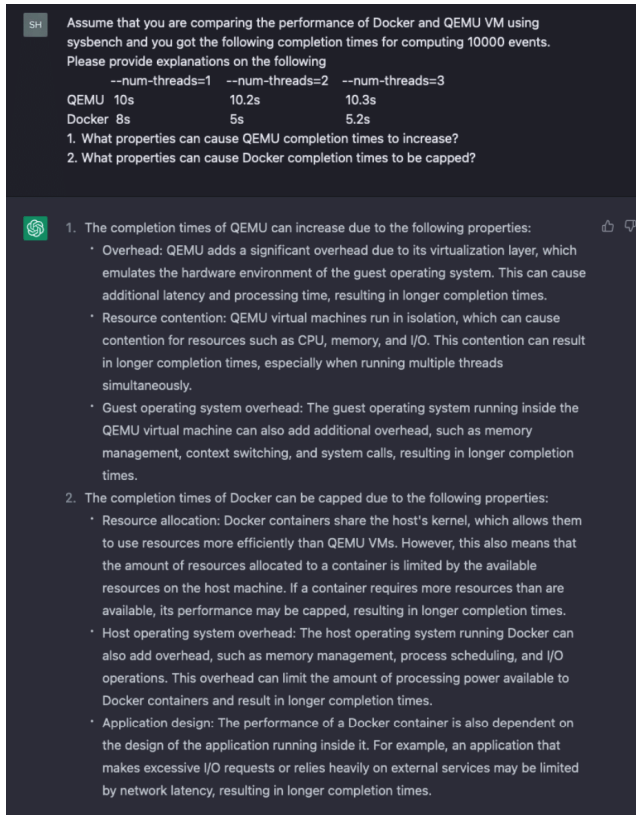 SH
Assume that you are comparing the performance of Docker and QEMU VM using
sysbench and you got the following completion times for computing 10000 events.
Please provide explanations on the following
--num-threads=1 --num-threads=2 --num-threads=3
QEMU 10s 10.2s 10.3s
Docker 8s 5s 5.2s
1. What properties can cause QEMU completion times to increase?
2. What properties can cause Docker completion times to be capped?
1. The completion times of QEMU can increase due to the following properties:
• Overhead: QEMU adds a significant overhead due to its virtualization layer, which
emulates the hardware environment of the guest operating system. This can cause
additional latency and processing time, resulting in longer completion times.
• Resource contention: QEMU virtual machines run in isolation, which can cause
contention for resources such as CPU, memory, and I/O. This contention can result
in longer completion times, especially when running multiple threads
simultaneously.
• Guest operating system overhead: The guest operating system running inside the
QEMU virtual machine can also add additional overhead, such as memory
management, context switching, and system calls, resulting in longer completion
times.
2. The completion times of Docker can be capped due to the following properties:
• Resource allocation: Docker containers share the host's kernel, which allows them
to use resources more efficiently than QEMU VMs. However, this also means that
the amount of resources allocated to a container is limited by the available
resources on the host machine. If a container requires more resources than are
available, its performance may be capped, resulting in longer completion times.
• Host operating system overhead: The host operating system running Docker can
also add overhead, such as memory management, process scheduling, and I/O
operations. This overhead can limit the amount of processing power available to
Docker containers and result in longer completion times.
• Application design: The performance of a Docker container is also dependent on
the design of the application running inside it. For example, an application that
makes excessive I/O requests or relies heavily on external services may be limited
by network latency, resulting in longer completion times.